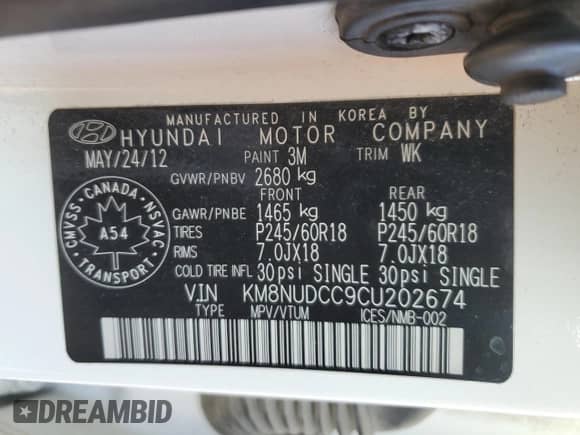 MANUFACTURED IN KOREA BY
HYUNDAI MOTOR COMPANY
MAY/24/12 PAINT 3M TRIM WK
GVWR/PNBV 2680 kg
FRONT REAR
GAWR/PNBE 1465 kg 1450 kg
TIRES P245/60R18 P245/60R18
RIMS 7.0JX18 7.0JX18
COLD TIRE INFL 30psi SINGLE 30psi SINGLE
VIN KM8NUDCC9CU202674
TYPE MPV/VTUM ICES/NMB-002
CMVSS · CANADA · NSVAC
A54
TRANSPORT
DREAMBID